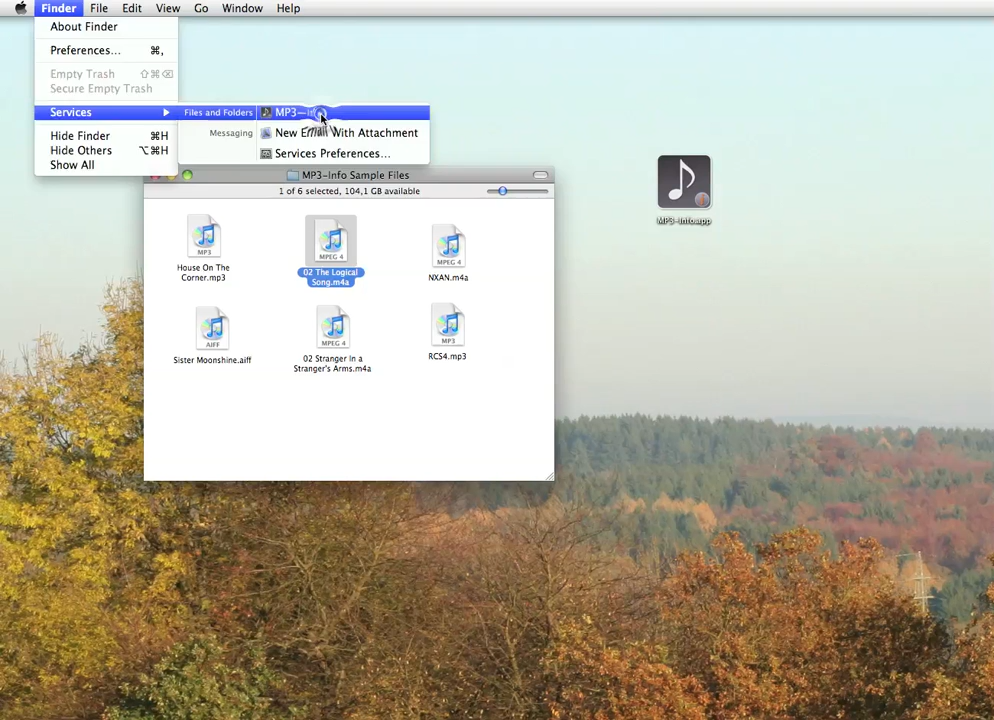 Finder File Edit View Go Window Help
About Finder
Preferences... ⌘,
Empty Trash ⇧⌘⌫
Secure Empty Trash
Services ▶
Files and Folders MP3-Info
Messaging New Email With Attachment
Services Preferences...
Hide Finder ⌘H
Hide Others ⌥⌘H
Show All
MP3-Info Sample Files
1 of 6 selected, 104,1 GB available
MP3
House On The
Corner.mp3
MPEG 4
02 The Logical
Song.m4a
MPEG 4
NXAN.m4a
AIFF
Sister Moonshine.aiff
MPEG 4
02 Stranger In a
Stranger's Arms.m4a
MP3
RCS4.mp3
MP3-Info.app